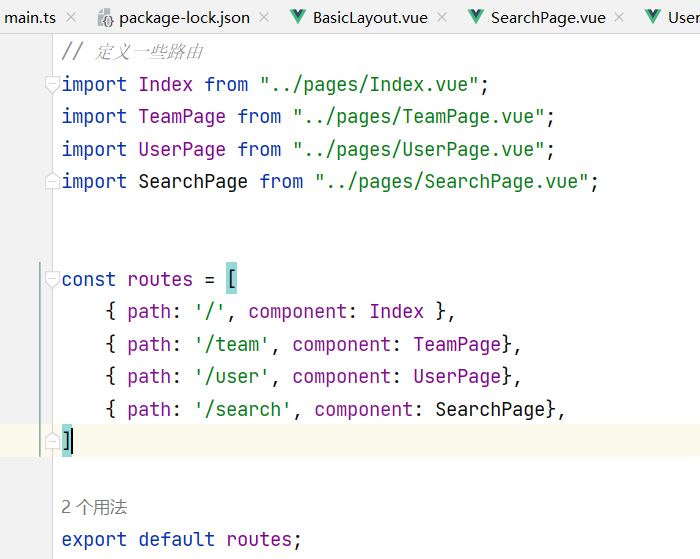 main.ts package-lock.json BasicLayout.vue SearchPage.vue User
// 定义一些路由
import Index from "../pages/Index.vue";
import TeamPage from "../pages/TeamPage.vue";
import UserPage from "../pages/UserPage.vue";
import SearchPage from "../pages/SearchPage.vue";
const routes = [
    { path: '/', component: Index },
    { path: '/team', component: TeamPage},
    { path: '/user', component: UserPage},
    { path: '/search', component: SearchPage},
]
2 个用法
export default routes;